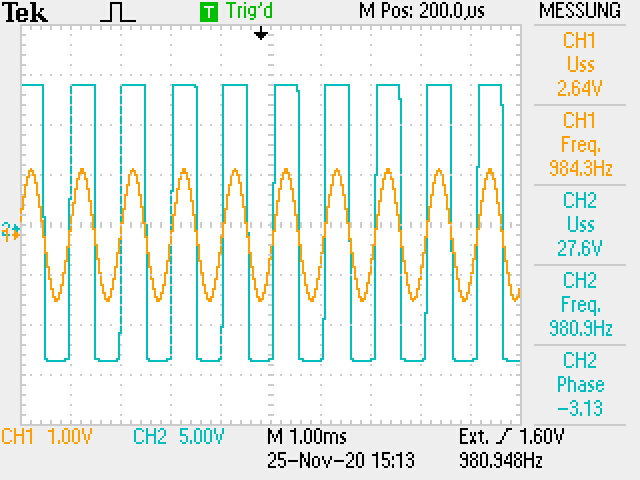 Tek T Trig'd M Pos: 200.0µs MESSUNG
CH1
Uss
2.64V
CH1
Freq.
984.3Hz
CH2
Uss
27.6V
CH2
Freq.
980.9Hz
CH2
Phase
-3.13
CH1 1.00V CH2 5.00V M 1.00ms Ext. 1.60V
25-Nov-20 15:13 980.948Hz